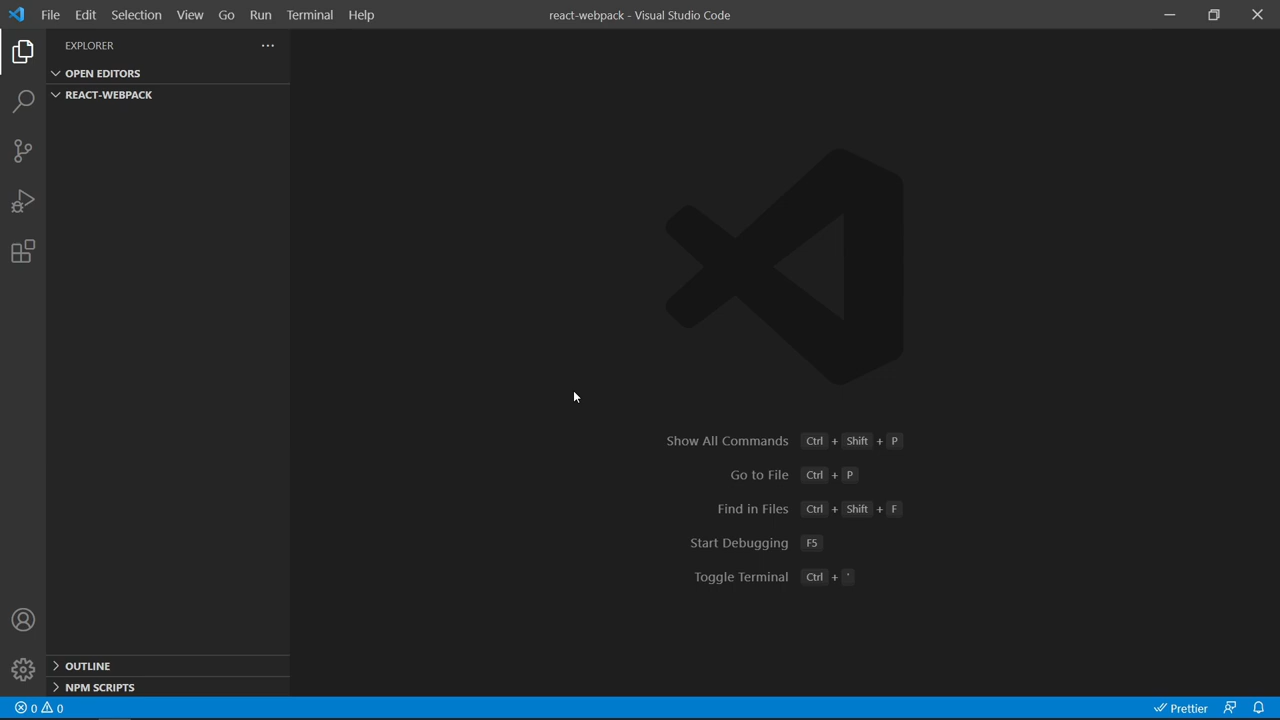 File Edit Selection View Go Run Terminal Help react-webpack - Visual Studio Code
EXPLORER
OPEN EDITORS
REACT-WEBPACK
Show All Commands Ctrl + Shift + P
Go to File Ctrl + P
Find in Files Ctrl + Shift + F
Start Debugging F5
Toggle Terminal Ctrl + `
OUTLINE
NPM SCRIPTS
0 0 Prettier